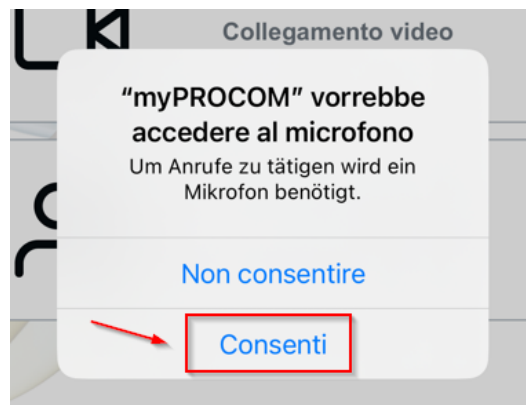 Collegamento video
“myPROCOM” vorrebbe
accedere al microfono
Um Anrufe zu tätigen wird ein
Mikrofon benötigt.
Non consentire
Consenti